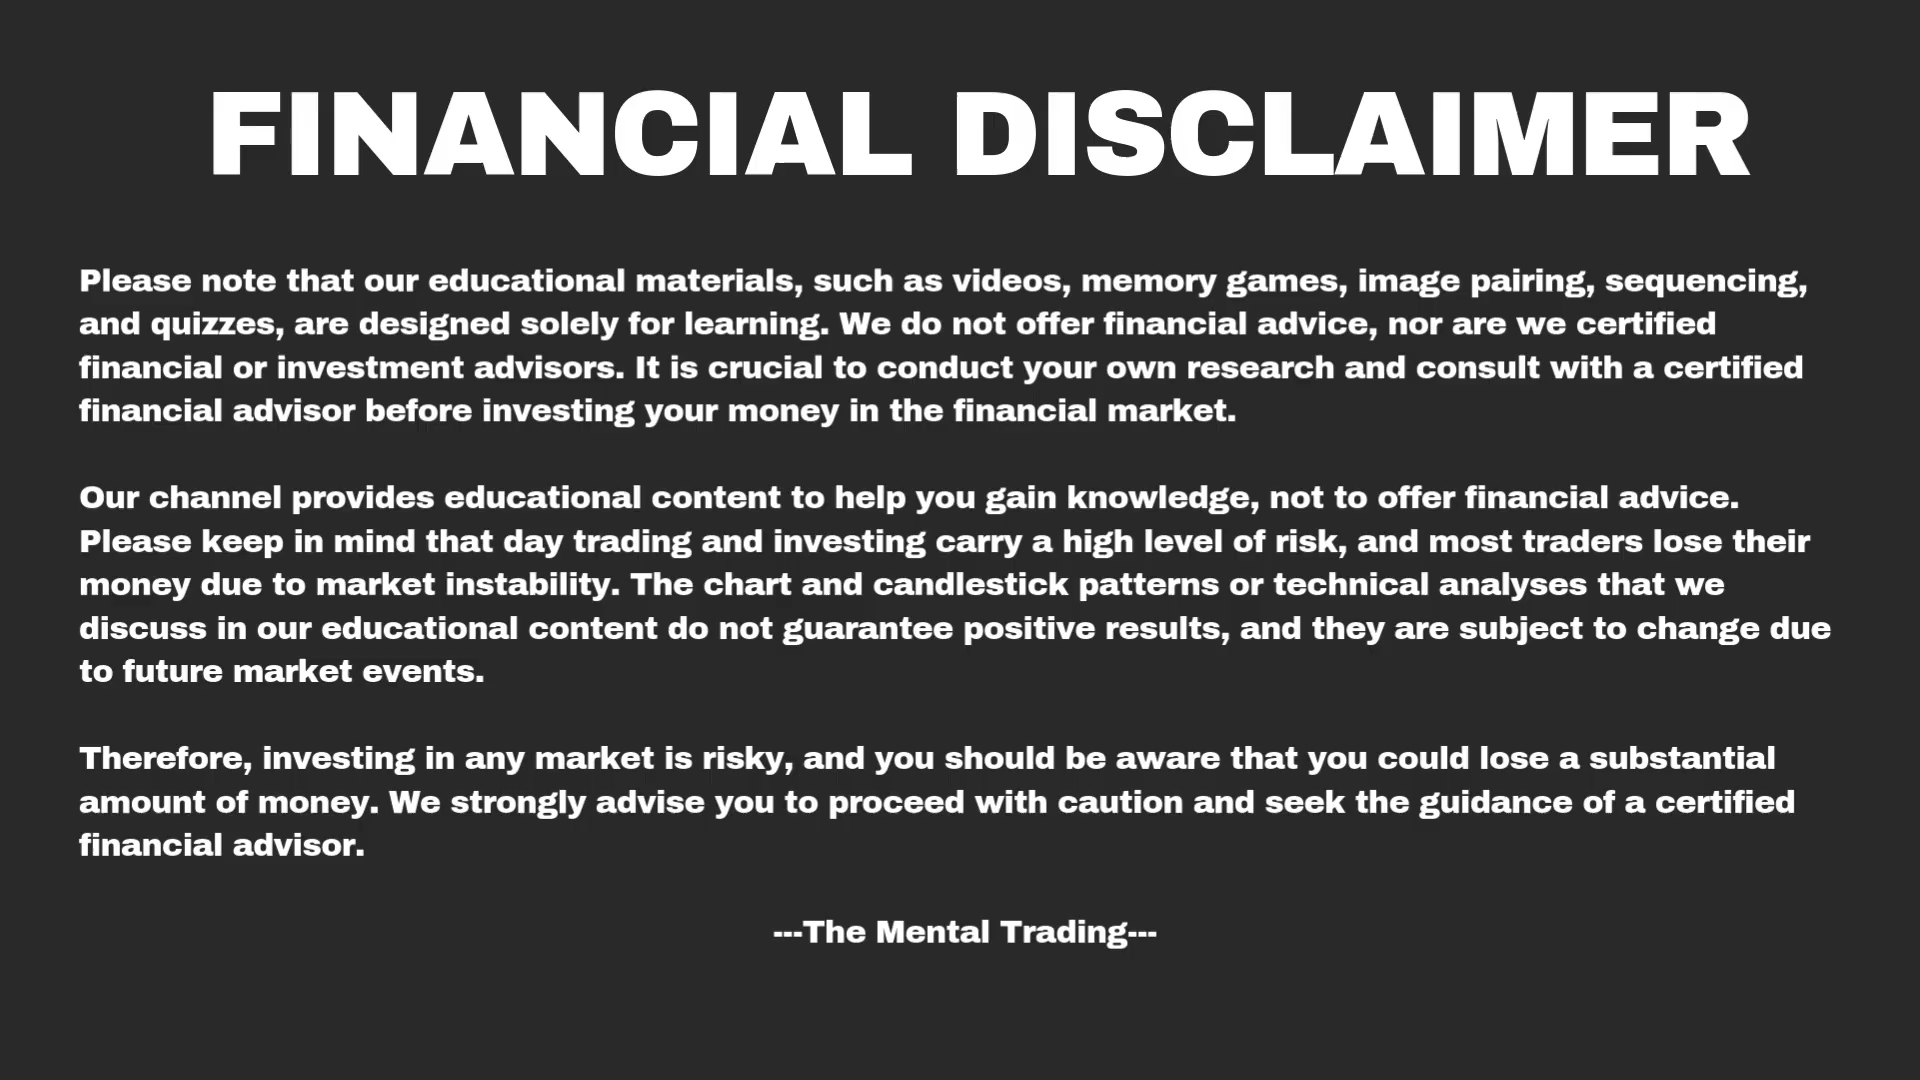 FINANCIAL DISCLAIMER
Please note that our educational materials, such as videos, memory games, image pairing, sequencing,
and quizzes, are designed solely for learning. We do not offer financial advice, nor are we certified
financial or investment advisors. It is crucial to conduct your own research and consult with a certified
financial advisor before investing your money in the financial market.
Our channel provides educational content to help you gain knowledge, not to offer financial advice.
Please keep in mind that day trading and investing carry a high level of risk, and most traders lose their
money due to market instability. The chart and candlestick patterns or technical analyses that we
discuss in our educational content do not guarantee positive results, and they are subject to change due
to future market events.
Therefore, investing in any market is risky, and you should be aware that you could lose a substantial
amount of money. We strongly advise you to proceed with caution and seek the guidance of a certified
financial advisor.
---The Mental Trading---